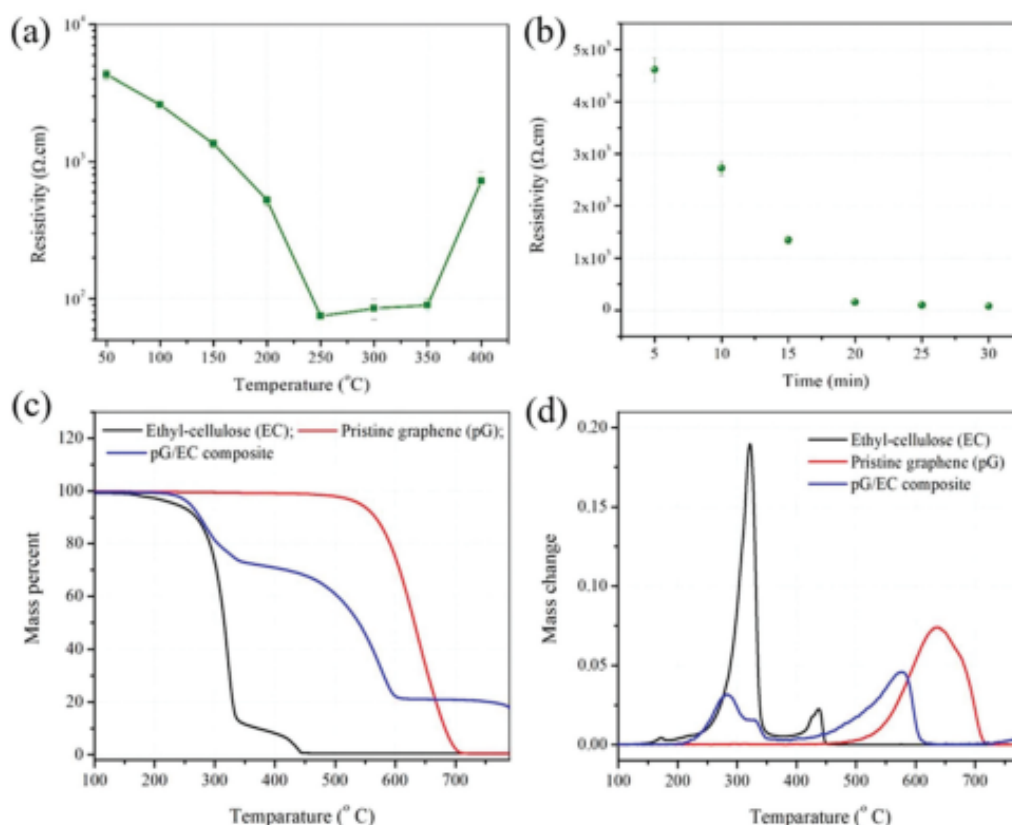 (a)
10⁴
10³
10²
Resistivity (Ω.cm)
50 100 150 200 250 300 350 400
Temperature (°C)
(b)
5x10³
4x10³
3x10³
2x10³
1x10³
0
Resistivity (Ω.cm)
5 10 15 20 25 30
Time (min)
(c)
Ethyl-cellulose (EC); Pristine graphene (pG);
pG/EC composite
120
100
80
60
40
20
0
Mass percent
100 200 300 400 500 600 700
Temparature (° C)
(d)
Ethyl-cellulose (EC)
Pristine graphene (pG)
pG/EC composite
0.20
0.15
0.10
0.05
0.00
Mass change
100 200 300 400 500 600 700
Temparature (° C)